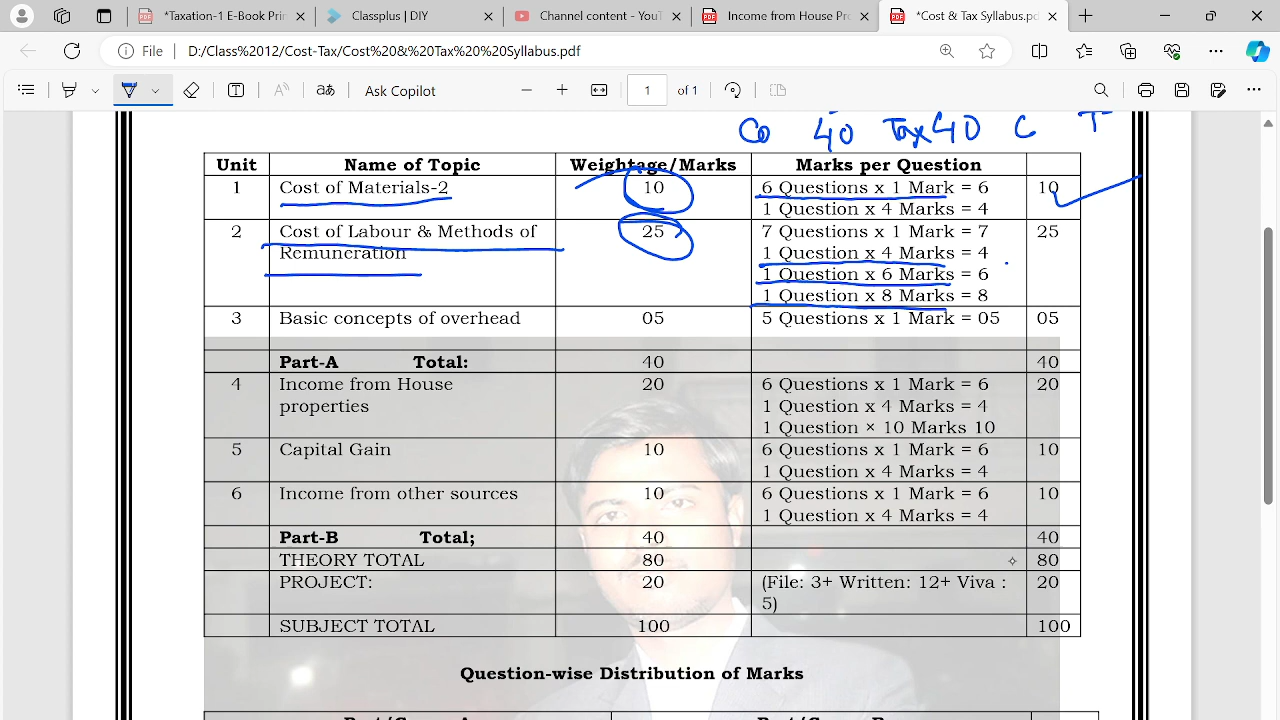 *Taxation-1 E-Book Pri
Classplus | DIY
Channel content - You
Income from House Pr
*Cost & Tax Syllabus.pd
File
D:/Class%2012/Cost-Tax/Cost%20&%20Tax %20%20Syllabus.pdf
Ask Copilot
1
of 1
Co 40 Tax 40 C T
Unit Name of Topic Weightage/Marks Marks per Question
1 Cost of Materials-2 10 6 Questions x 1 Mark = 6 10
1 Question x 4 Marks = 4
2 Cost of Labour & Methods of 25 7 Questions x 1 Mark = 7 25
Remuneration 1 Question x 4 Marks = 4
1 Question x 6 Marks = 6
1 Question x 8 Marks = 8
3 Basic concepts of overhead 05 5 Questions x 1 Mark = 05 05
Part-A Total: 40 40
4 Income from House 20 6 Questions x 1 Mark = 6 20
properties 1 Question x 4 Marks = 4
1 Question × 10 Marks 10
5 Capital Gain 10 6 Questions x 1 Mark = 6 10
1 Question x 4 Marks = 4
6 Income from other sources 10 6 Questions x 1 Mark = 6 10
1 Question x 4 Marks = 4
Part-B Total; 40 40
THEORY TOTAL 80 80
PROJECT: 20 (File: 3+ Written: 12+ Viva : 20
5)
SUBJECT TOTAL 100 100
Question-wise Distribution of Marks